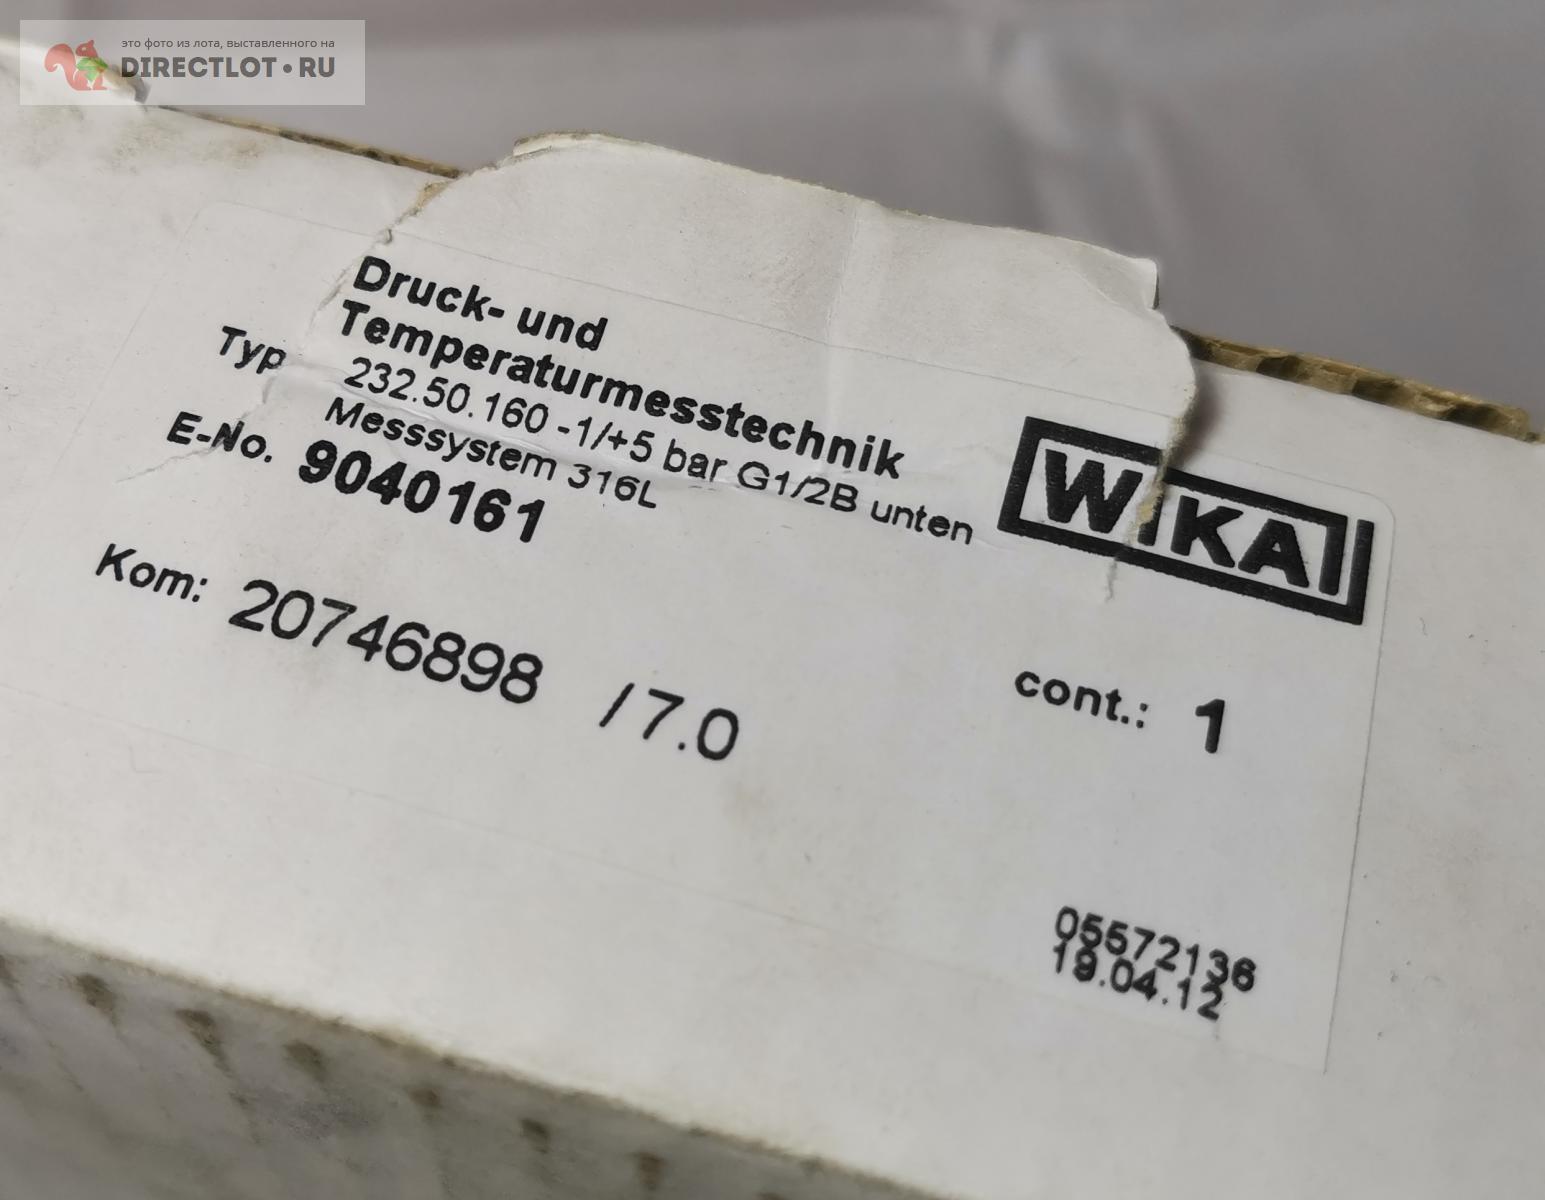 это фото из лота, выставленного на
DIRECTLOT•RU
Druck- und
Temperaturmesstechnik
Typ 232.50.160 -1/+5 bar G1/2B unten
Messsystem 316L
E-No. 9040161
WIKA
Kom: 20746898 /7.0
cont.: 1
05572136
19.04.12